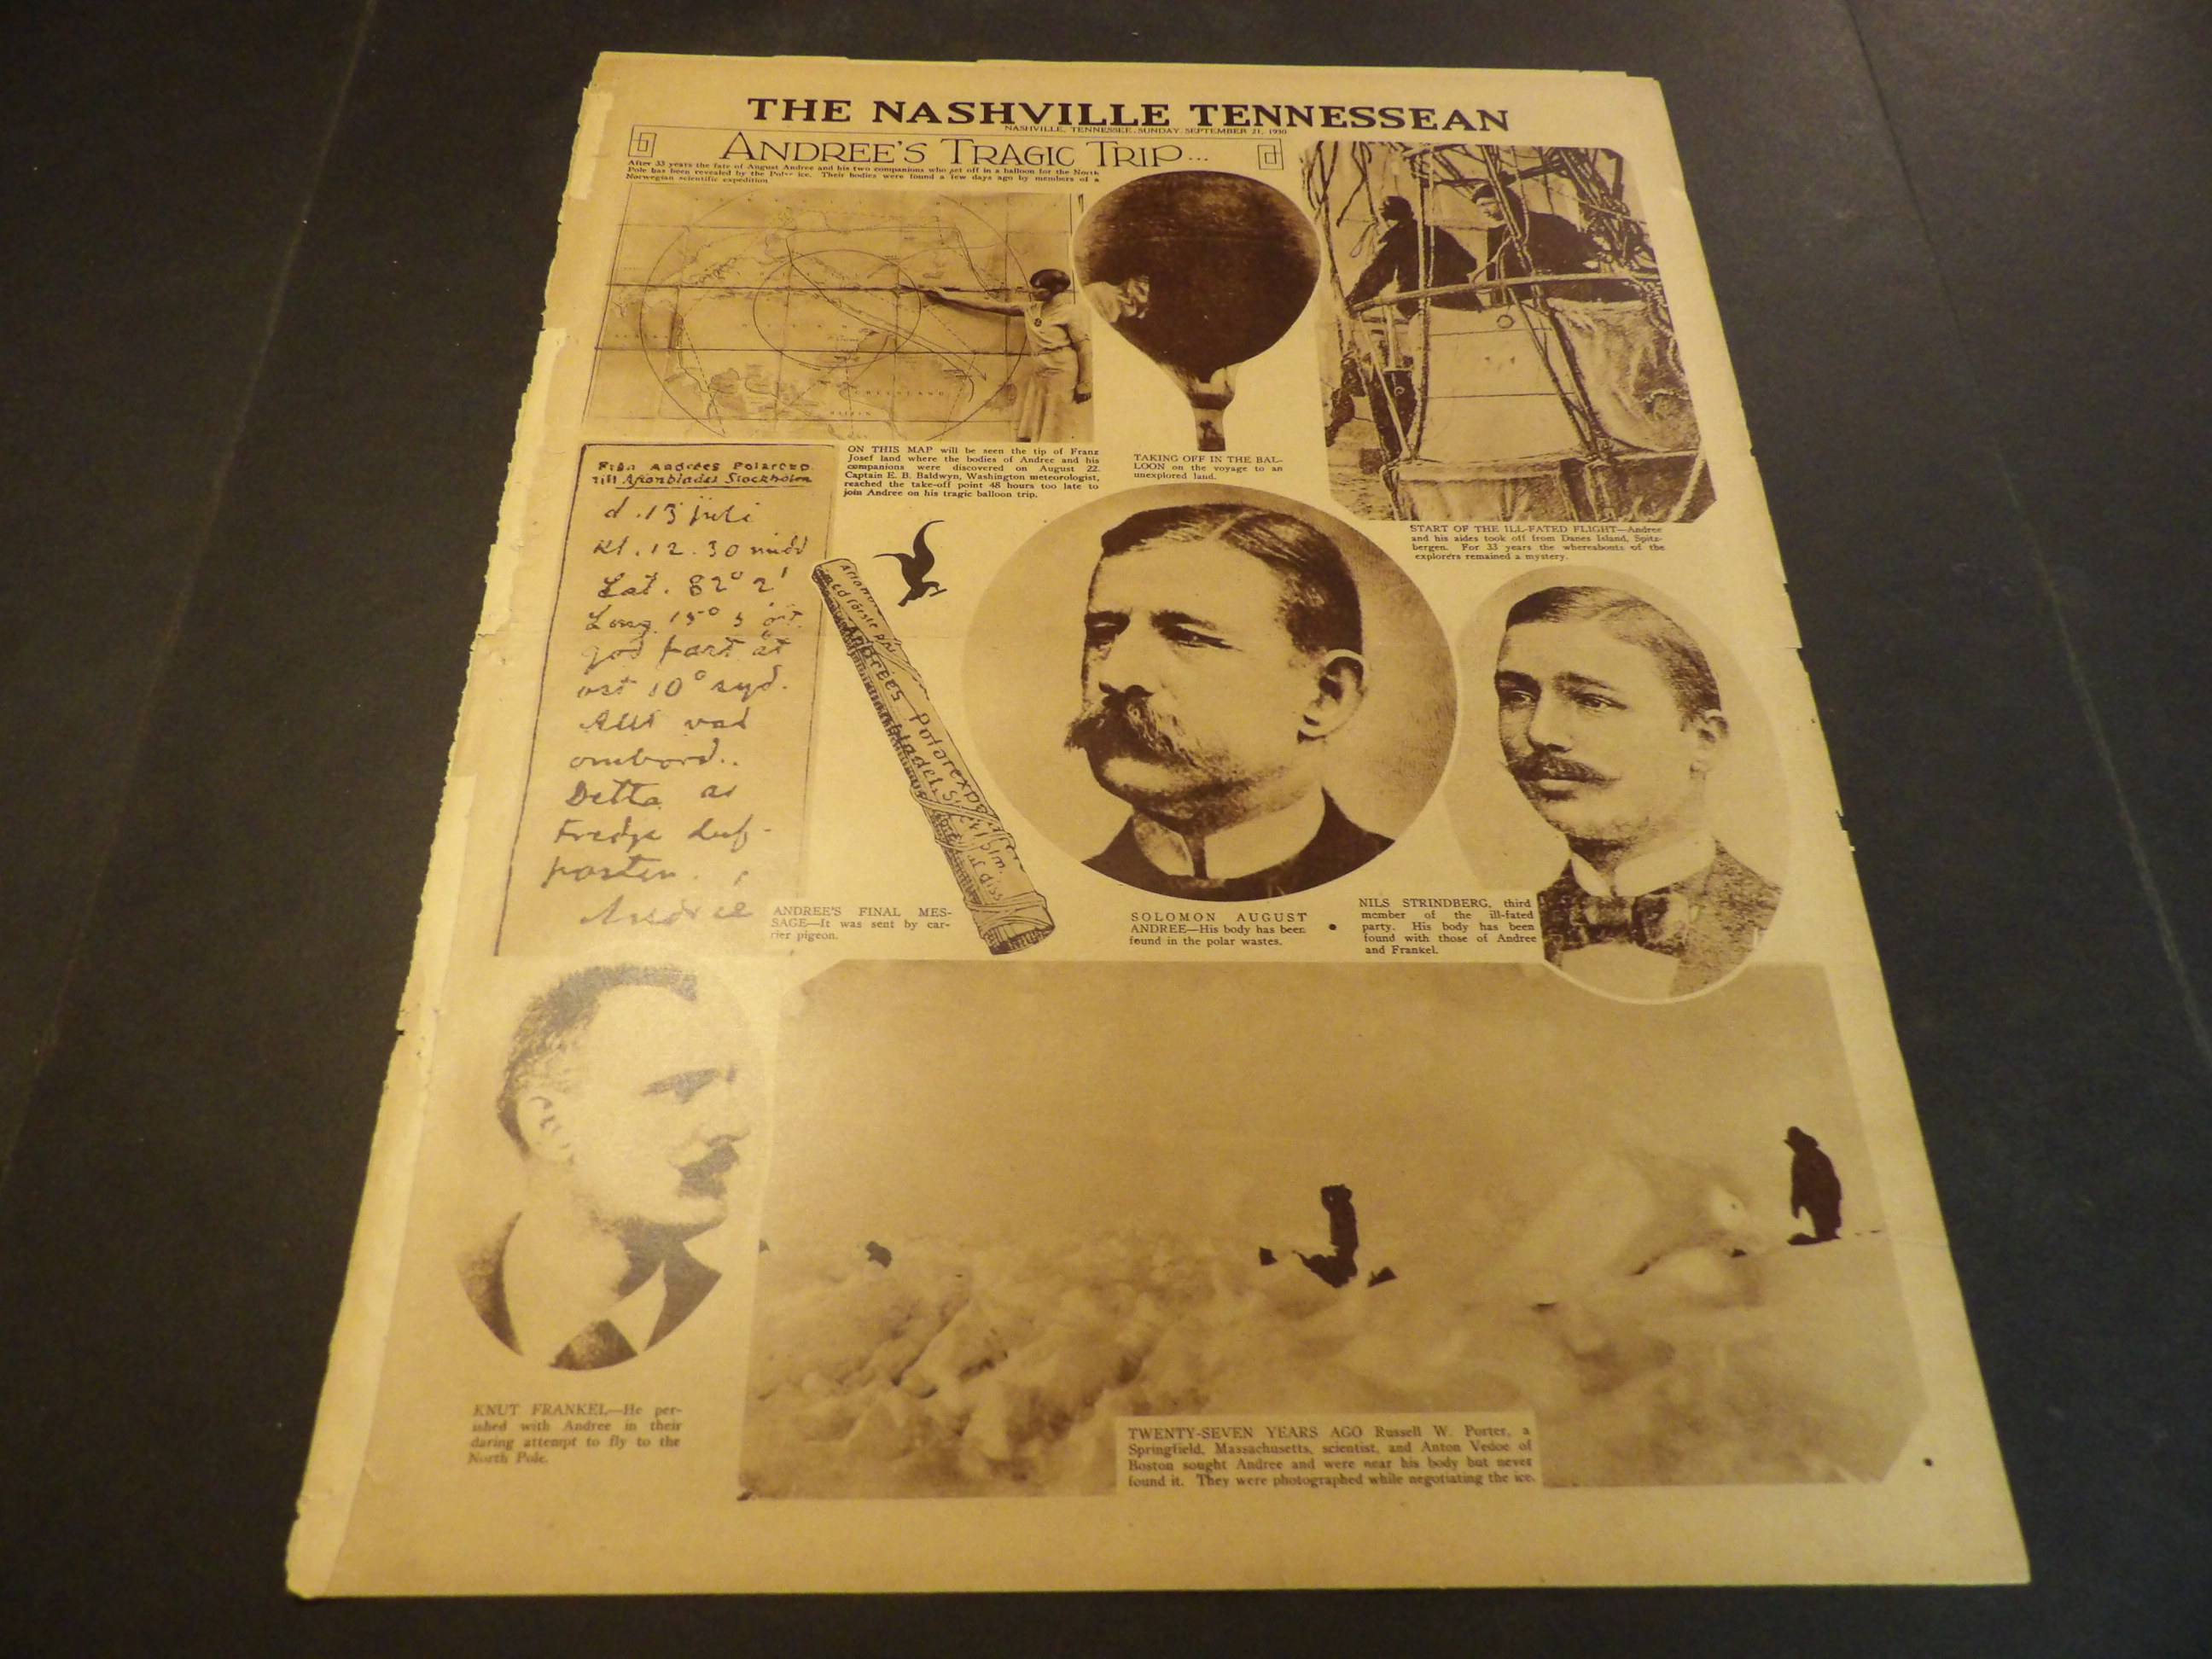 THE NASHVILLE TENNESSEAN
NASHVILLE, TENNESSEE, SUNDAY, SEPTEMBER 21, 1930
ANDREE'S TRAGIC TRIP...
After 33 years the fate of August Andree and his two companions who set off in a balloon for the North
Pole has been revealed by the Polar ice. Their bodies were found a few days ago by members of a
Norwegian scientific expedition.
GREENLAND
BAFFIN
ON THIS MAP will be seen the tip of Franz
Josef land where the bodies of Andree and his
companions were discovered on August 22.
Captain E. B. Baldwyn, Washington meteorologist,
reached the take-off point 48 hours too late to
join Andree on his tragic balloon trip.
TAKING OFF IN THE BAL-
LOON on the voyage to an
unexplored land.
START OF THE ILL-FATED FLIGHT—Andree
and his aides took off from Danes Island, Spitz-
bergen. For 33 years the whereabouts of the
explorers remained a mystery.
Från Andrées Polarexp.
till Aftonbladet Stockholm
d. 13 juli
kl. 12.30 midd
Lat. 82° 2'
Long. 15° 5 öst.
god fart åt
ost 10° syd.
Allt väl
ombord..
Detta är
tredje duf-
posten.
Andrée
Andrées Polarexp
ANDREE'S FINAL MES-
SAGE—It was sent by car-
rier pigeon.
SOLOMON AUGUST
ANDREE—His body has been
found in the polar wastes.
NILS STRINDBERG, third
member of the ill-fated
party. His body has been
found with those of Andree
and Frankel.
KNUT FRANKEL—He per-
ished with Andree in their
daring attempt to fly to the
North Pole.
TWENTY-SEVEN YEARS AGO Russell W. Porter, a
Springfield, Massachusetts, scientist, and Anton Vedoe of
Boston sought Andree and were near his body but never
found it. They were photographed while negotiating the ice.